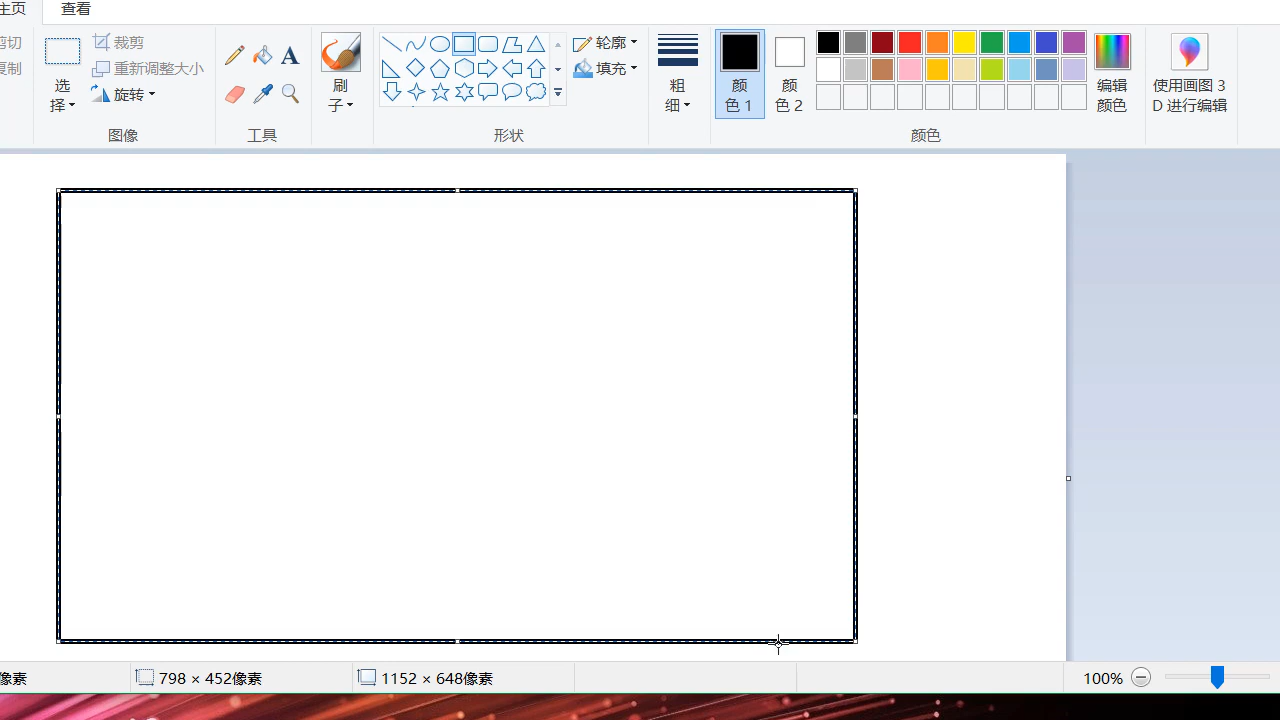 主页 查看
剪切
复制
选
择
裁剪
重新调整大小
旋转
图像
A
工具
刷
子
轮廓
填充
形状
粗
细
颜
色 1
颜
色 2
编辑
颜色
颜色
使用画图 3
D 进行编辑
像素
798 × 452像素
1152 × 648像素
100%